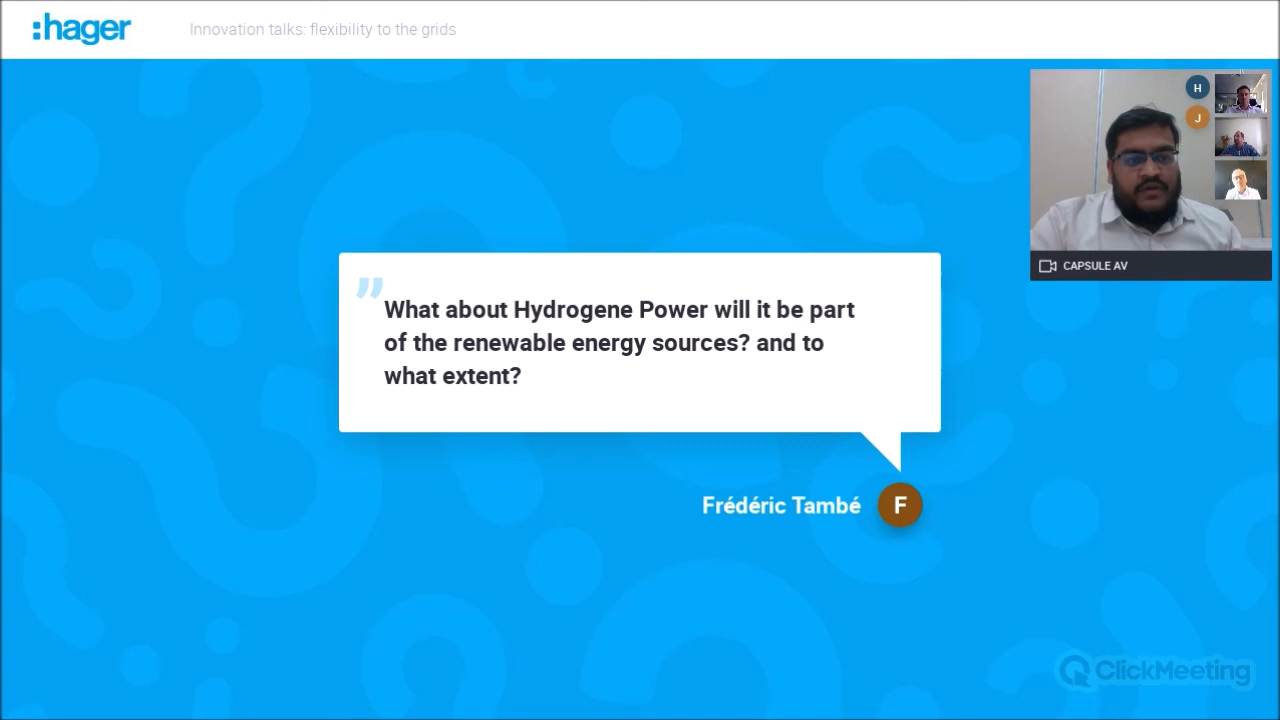 :hager
Innovation talks: flexibility to the grids
H
J
CAPSULE AV
”
What about Hydrogene Power will it be part
of the renewable energy sources? and to
what extent?
Frédéric També
F
ClickMeeting